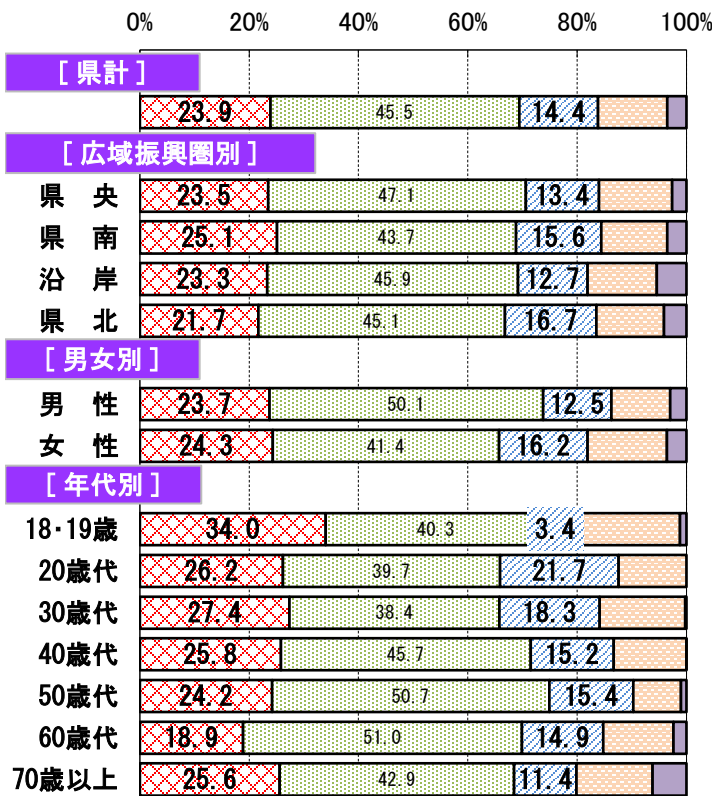 0% 20% 40% 60% 80% 100%
[ 県計 ]
23.9 45.5 14.4
[ 広域振興圏別 ]
県　央 23.5 47.1 13.4
県　南 25.1 43.7 15.6
沿　岸 23.3 45.9 12.7
県　北 21.7 45.1 16.7
[ 男女別 ]
男　性 23.7 50.1 12.5
女　性 24.3 41.4 16.2
[ 年代別 ]
18・19歳 34.0 40.3 3.4
20歳代 26.2 39.7 21.7
30歳代 27.4 38.4 18.3
40歳代 25.8 45.7 15.2
50歳代 24.2 50.7 15.4
60歳代 18.9 51.0 14.9
70歳以上 25.6 42.9 11.4